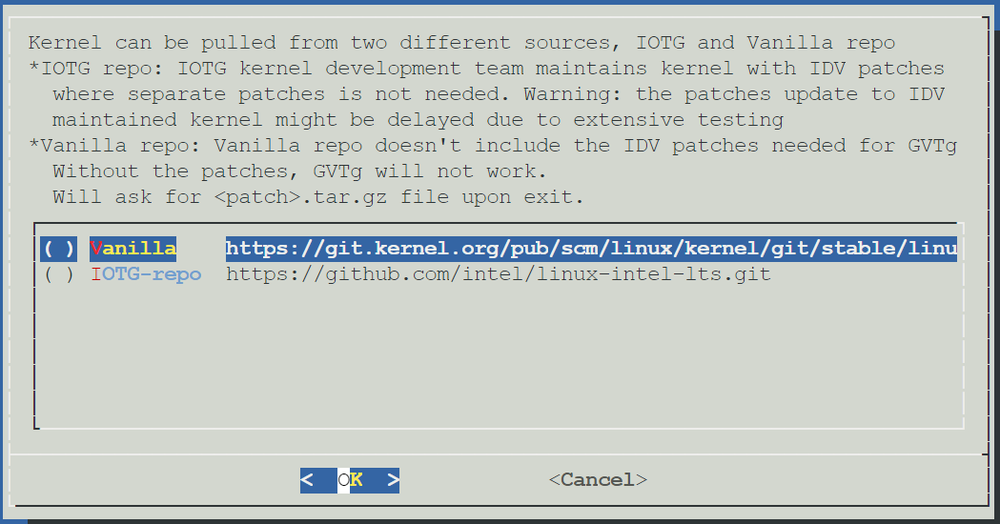 Kernel can be pulled from two different sources, IOTG and Vanilla repo
*IOTG repo: IOTG kernel development team maintains kernel with IDV patches
where separate patches is not needed. Warning: the patches update to IDV
maintained kernel might be delayed due to extensive testing
*Vanilla repo: Vanilla repo doesn't include the IDV patches needed for GVTg
Without the patches, GVTg will not work.
Will ask for <patch>.tar.gz file upon exit.
( ) Vanilla https://git.kernel.org/pub/scm/linux/kernel/git/stable/linu
( ) IOTG-repo https://github.com/intel/linux-intel-lts.git
< OK > <Cancel>